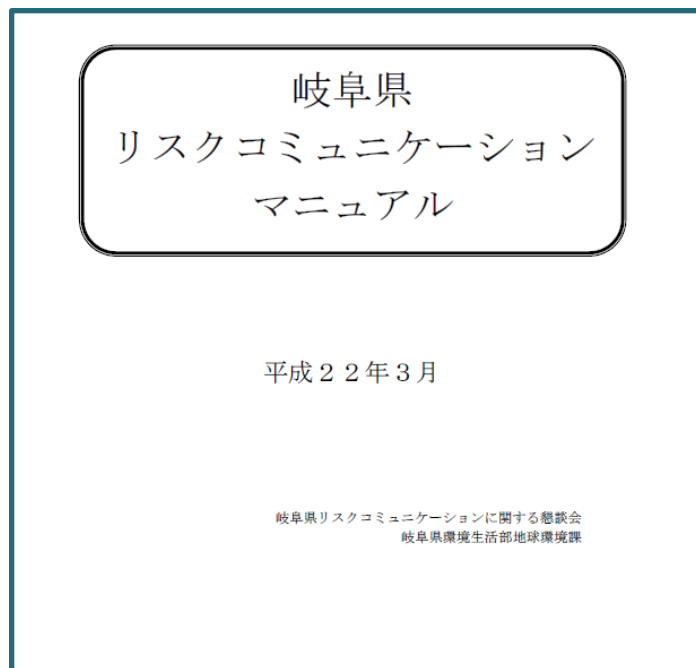 岐阜県
リスクコミュニケーション
マニュアル
平成２２年３月
岐阜県リスクコミュニケーションに関する懇談会
岐阜県環境生活部地球環境課